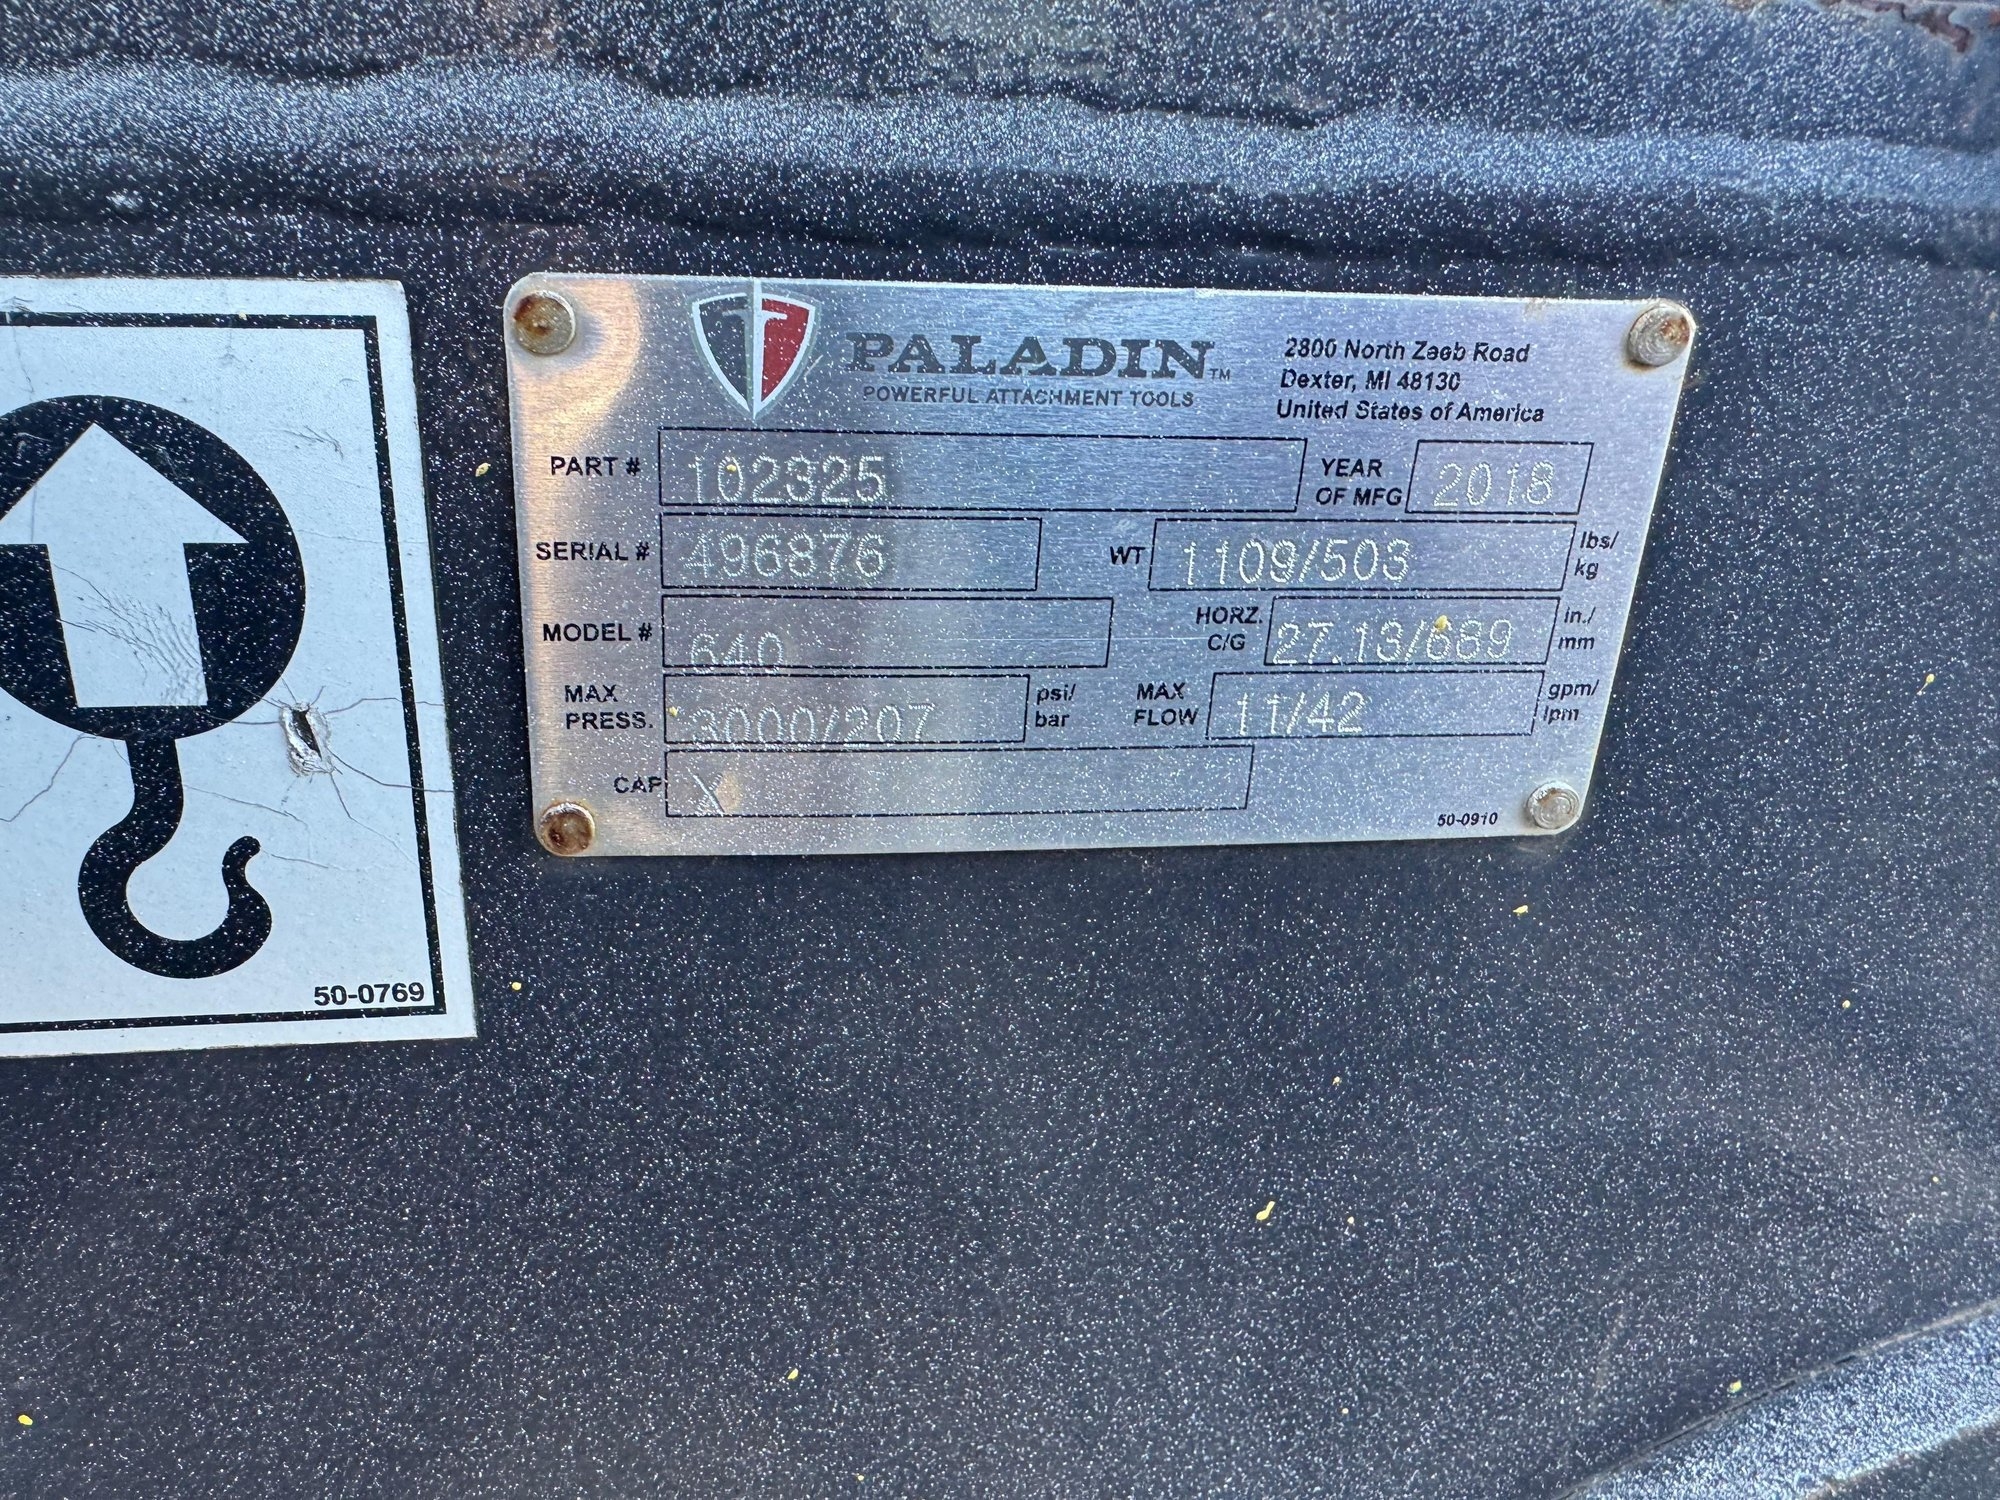 PALADIN™
POWERFUL ATTACHMENT TOOLS
2800 North Zeeb Road
Dexter, MI 48130
United States of America
PART # 102325
YEAR OF MFG 2018
SERIAL # 496876
WT 1109/503 lbs/ kg
MODEL # 640
HORZ. C/G 27.13/689 in./ mm
MAX PRESS. 3000/207 psi/ bar
MAX FLOW 11/42 gpm/ lpm
CAP X
50-0910
50-0769